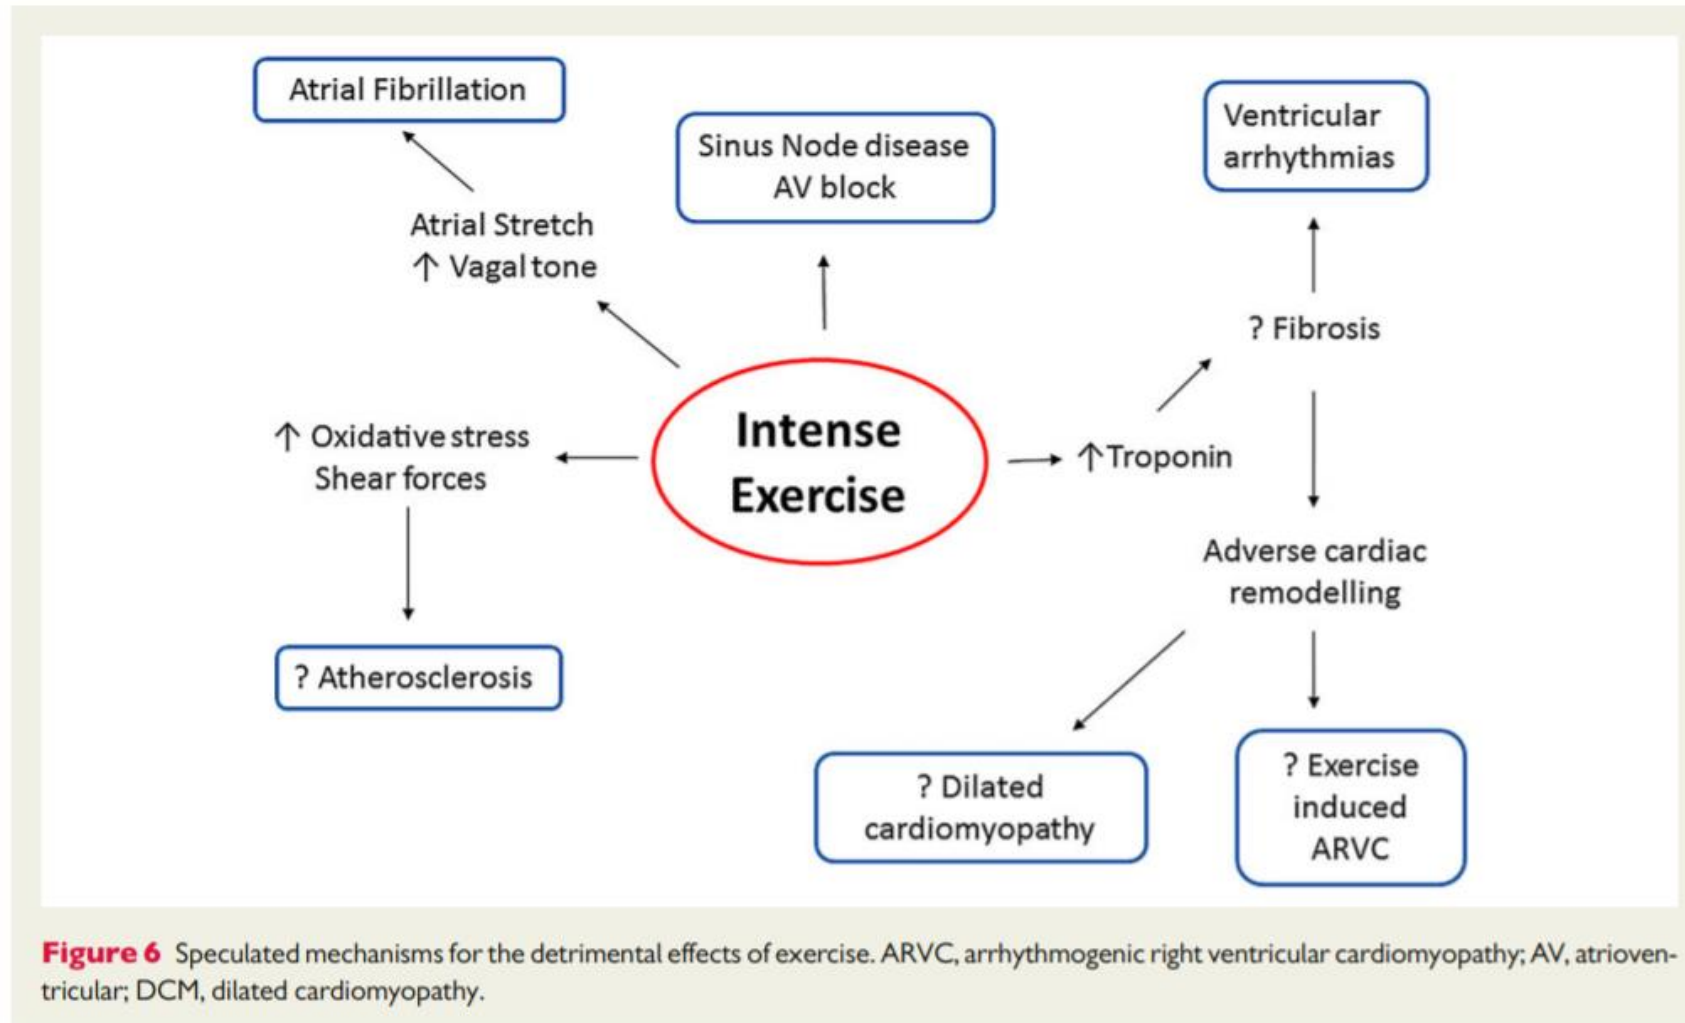 Atrial Fibrillation
Sinus Node disease
AV block
Ventricular
arrhythmias
Atrial Stretch
↑ Vagal tone
? Fibrosis
Intense
Exercise
↑ Oxidative stress
Shear forces
↑Troponin
Adverse cardiac
remodelling
? Atherosclerosis
? Dilated
cardiomyopathy
? Exercise
induced
ARVC
Figure 6 Speculated mechanisms for the detrimental effects of exercise. ARVC, arrhythmogenic right ventricular cardiomyopathy; AV, atrioven-
tricular; DCM, dilated cardiomyopathy.